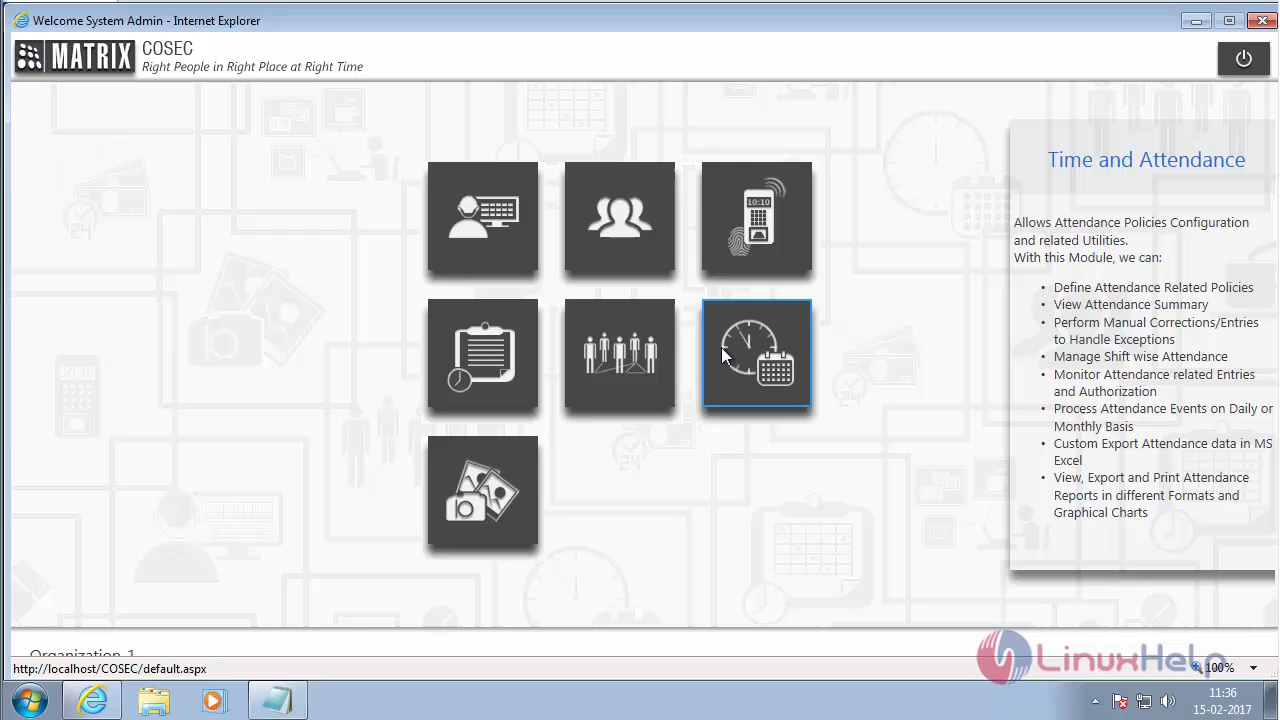 Welcome System Admin - Internet Explorer
MATRIX
COSEC
Right People in Right Place at Right Time
Time and Attendance
Allows Attendance Policies Configuration
and related Utilities.
With this Module, we can:
• Define Attendance Related Policies
• View Attendance Summary
• Perform Manual Corrections/Entries
to Handle Exceptions
• Manage Shift wise Attendance
• Monitor Attendance related Entries
and Authorization
• Process Attendance Events on Daily or
Monthly Basis
• Custom Export Attendance data in MS
Excel
• View, Export and Print Attendance
Reports in different Formats and
Graphical Charts
10:10
24
24
24
Organization 1
http://localhost/COSEC/default.aspx
LinuxHelp
100%
11:36
15-02-2017